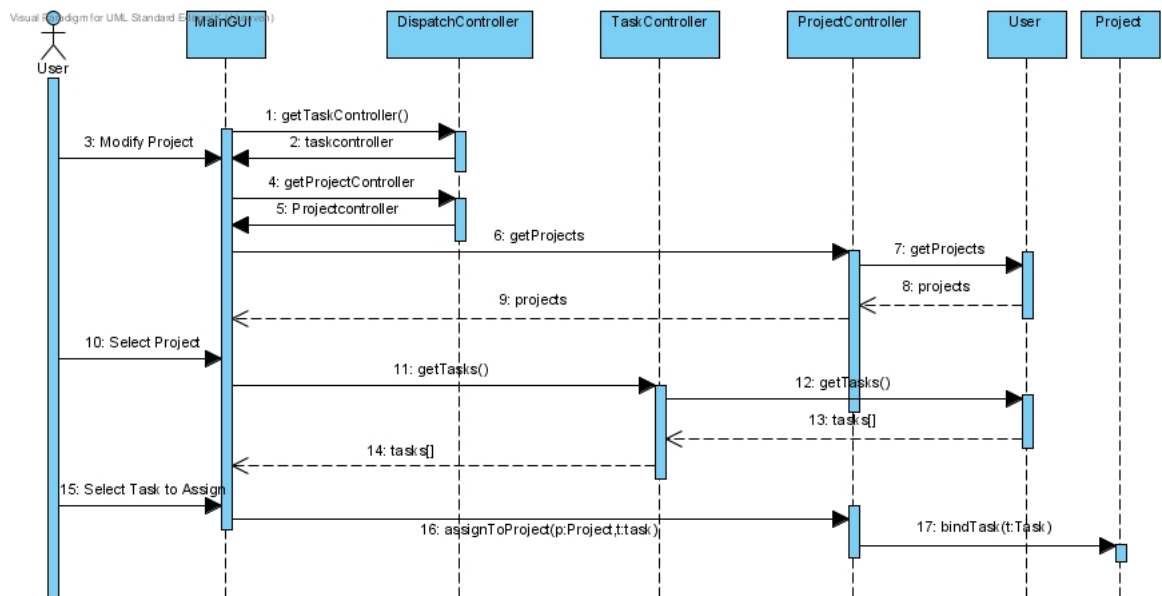 Visual Paradigm for UML Standard Edition
MainGUI
DispatchController
TaskController
ProjectController
User
Project
User
1: getTaskController()
3: Modify Project
2: taskcontroller
4: getProjectController
5: Projectcontroller
6: getProjects
7: getProjects
8: projects
9: projects
10: Select Project
11: getTasks()
12: getTasks()
13: tasks[]
14: tasks[]
15: Select Task to Assign
16: assignToProject(p:Project,t:task)
17: bindTask(t:Task)